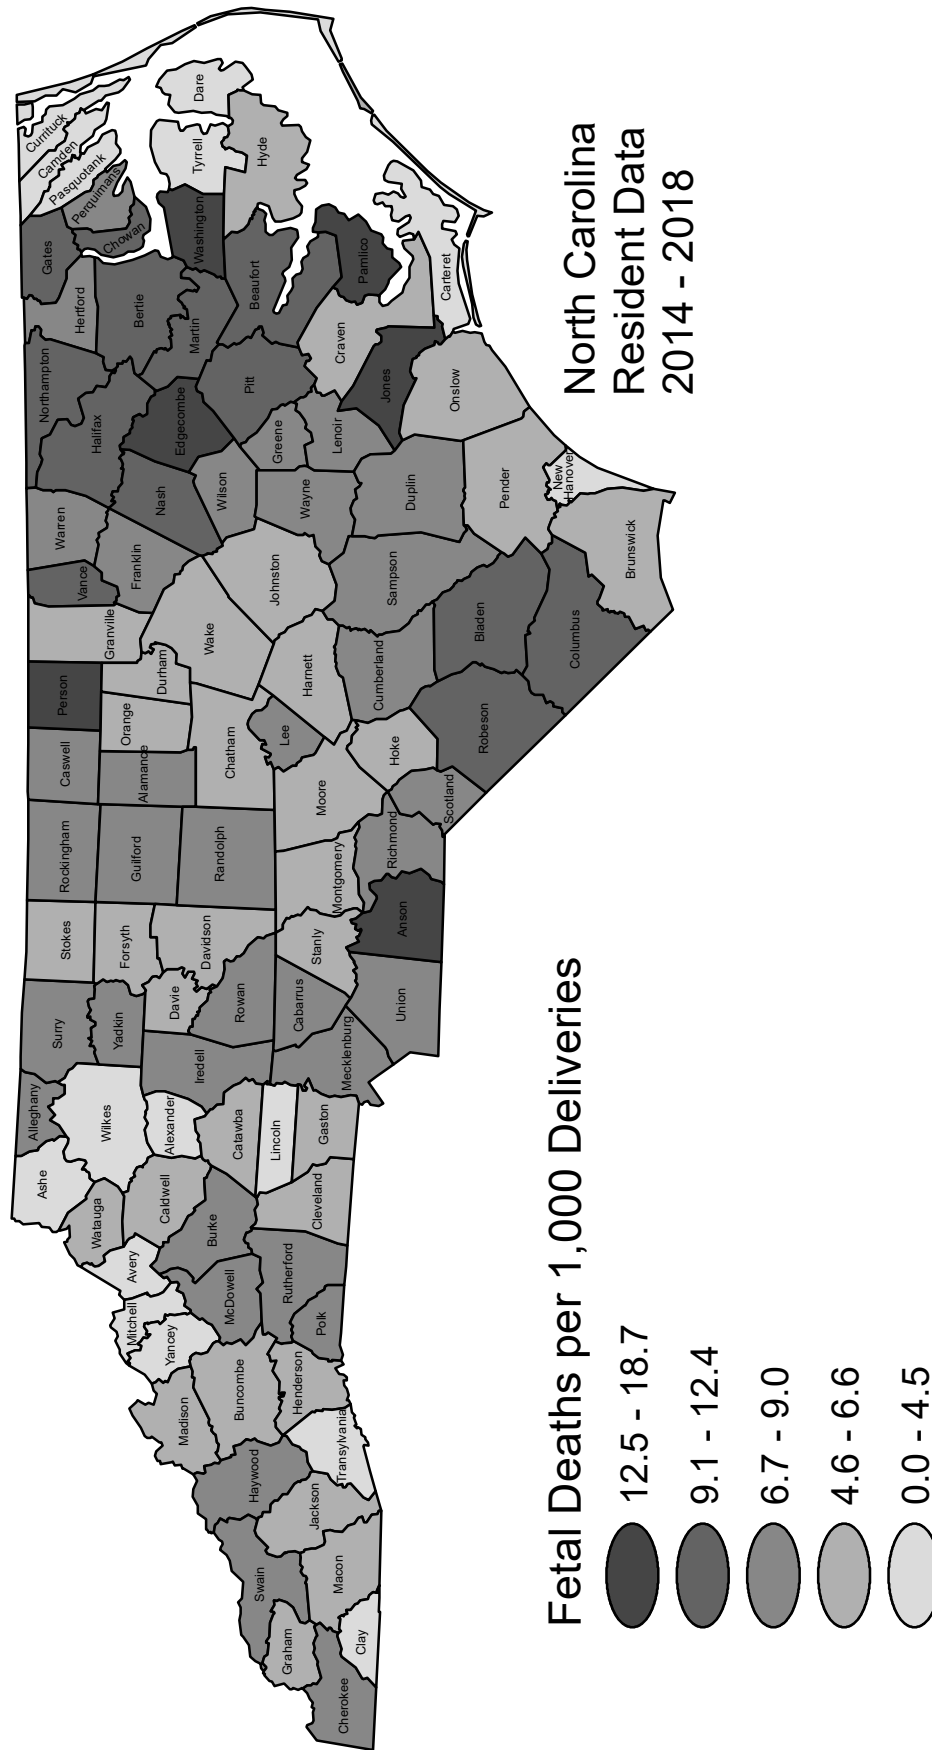 Cherokee
Graham
Clay
Swain
Macon
Jackson
Haywood
Transylvania
Madison
Buncombe
Henderson
Yancey
Mitchell
Avery
McDowell
Polk
Rutherford
Burke
Watauga
Caldwell
Cleveland
Ashe
Alleghany
Wilkes
Alexander
Catawba
Lincoln
Gaston
Surry
Yadkin
Iredell
Mecklenburg
Davie
Rowan
Cabarrus
Union
Stokes
Forsyth
Davidson
Stanly
Anson
Rockingham
Guilford
Randolph
Montgomery
Richmond
Caswell
Alamance
Chatham
Moore
Scotland
Person
Orange
Durham
Lee
Hoke
Robeson
Granville
Wake
Harnett
Cumberland
Bladen
Columbus
Vance
Warren
Franklin
Johnston
Sampson
Brunswick
Northampton
Halifax
Nash
Wilson
Wayne
Duplin
Pender
New
Hanover
Edgecombe
Pitt
Greene
Lenoir
Jones
Onslow
Hertford
Bertie
Martin
Beaufort
Craven
Pamlico
Carteret
Gates
Chowan
Perquimans
Pasquotank
Camden
Currituck
Washington
Tyrrell
Dare
Hyde
Fetal Deaths per 1,000 Deliveries
12.5 - 18.7
9.1 - 12.4
6.7 - 9.0
4.6 - 6.6
0.0 - 4.5
North Carolina
Resident Data
2014 - 2018